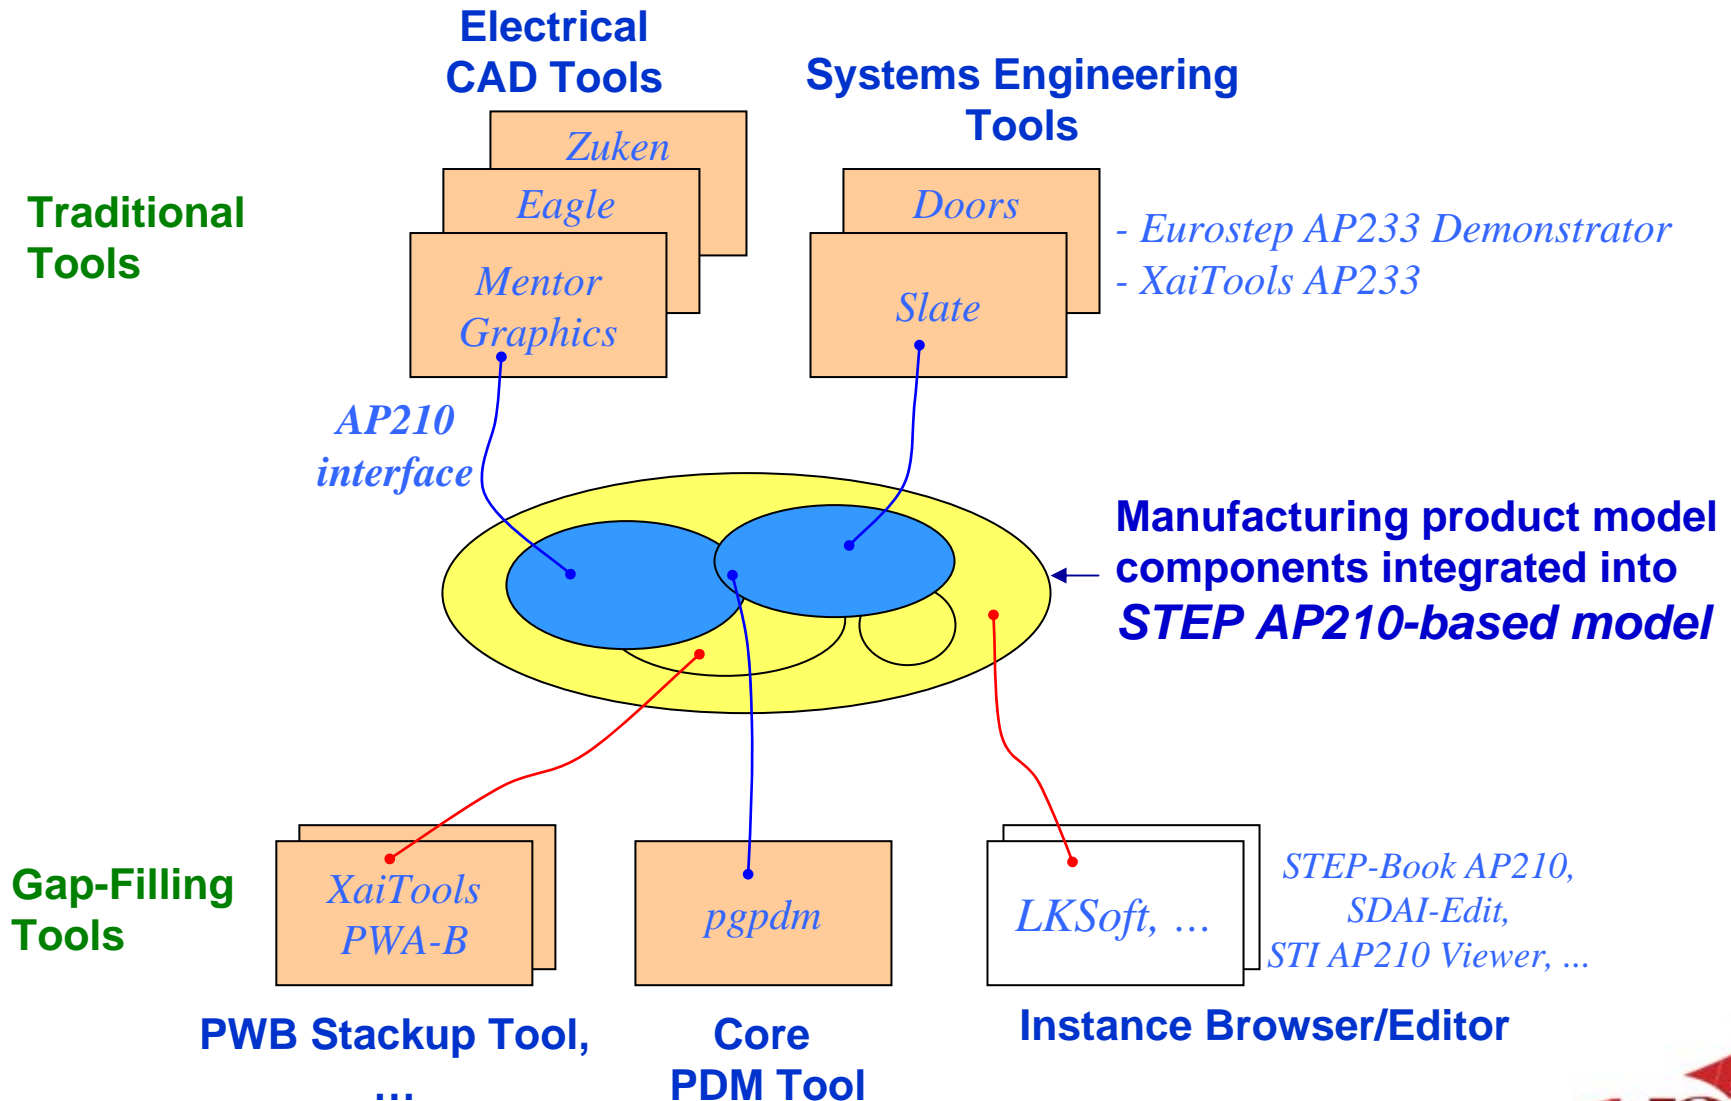 Electrical
CAD Tools
Systems Engineering
Tools
Traditional
Tools
Zuken
Eagle
Mentor
Graphics
Doors
Slate
- Eurostep AP233 Demonstrator
- XaiTools AP233
AP210
interface
Manufacturing product model
components integrated into
STEP AP210-based model
Gap-Filling
Tools
XaiTools
PWA-B
pgpdm
LKSoft, …
STEP-Book AP210,
SDAI-Edit,
STI AP210 Viewer, ...
PWB Stackup Tool,
…
Core
PDM Tool
Instance Browser/Editor